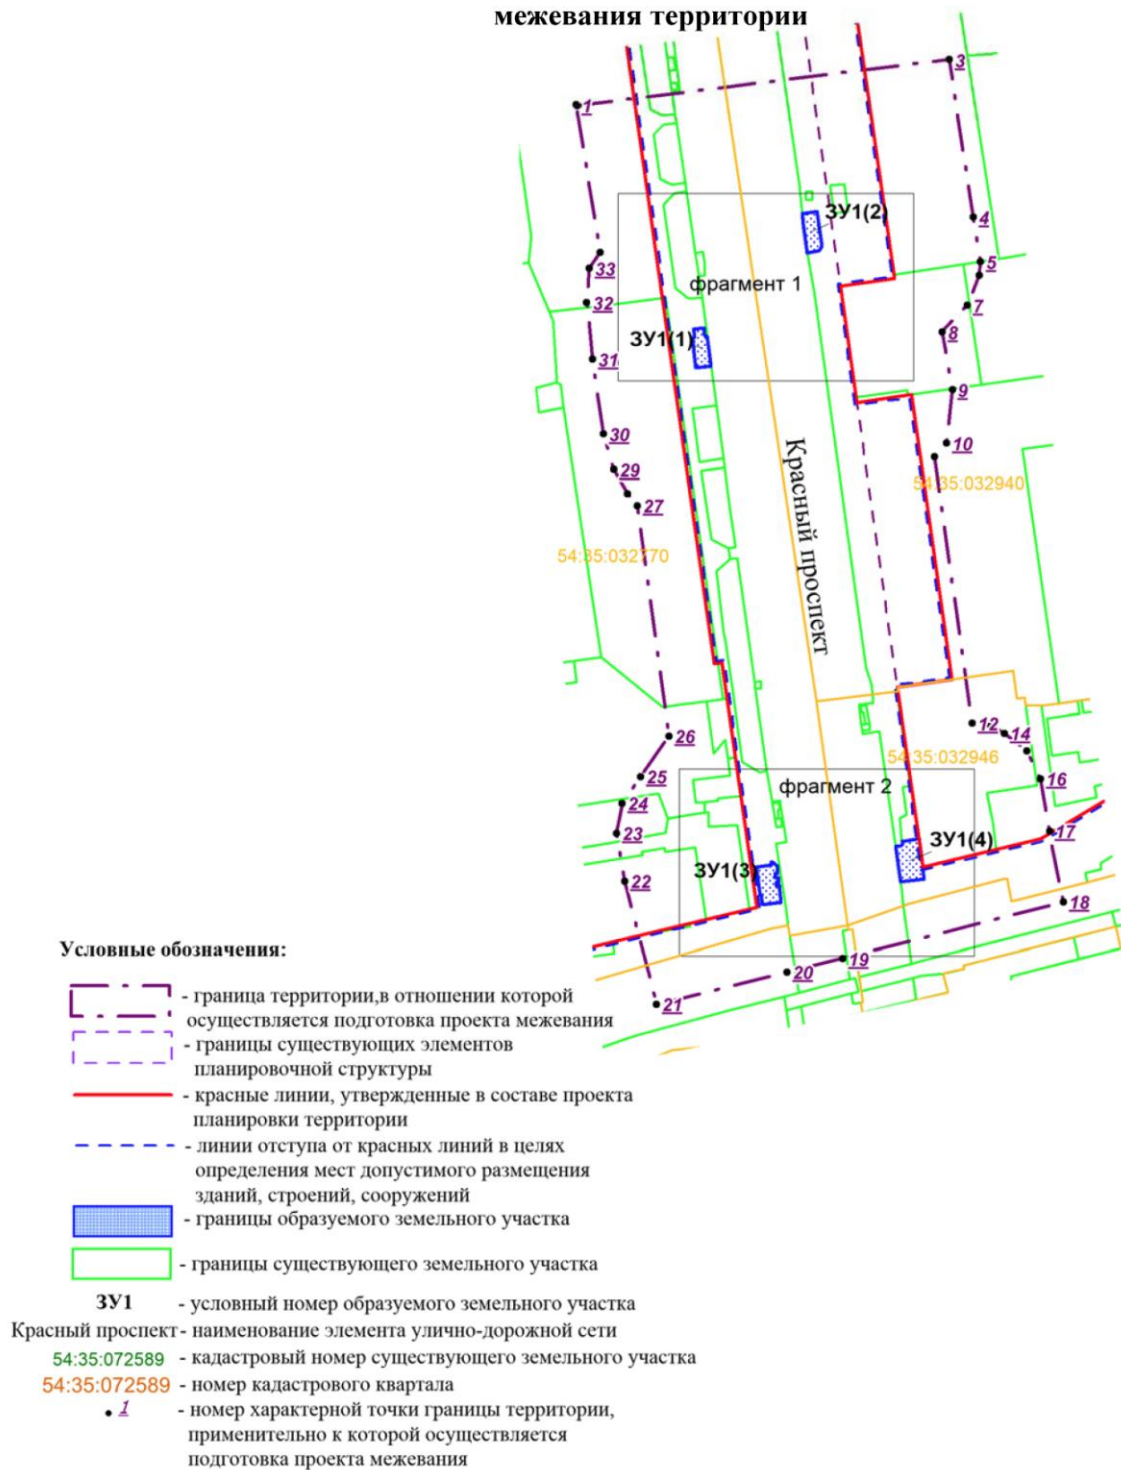 межевания территории
3
1
ЗУ1(2)
4
5
33
фрагмент 1
32
7
8
ЗУ1(1)
31
9
30
10
29
54:35:032940
27
Красный проспект
54:35:032770
12
14
26
54:35:032946
25
16
фрагмент 2
24
17
23
ЗУ1(4)
ЗУ1(3)
22
18
Условные обозначения:
19
20
21
- граница территории,в отношении которой
осуществляется подготовка проекта межевания
- границы существующих элементов
планировочной структуры
- красные линии, утвержденные в составе проекта
планировки территории
- линии отступа от красных линий в целях
определения мест допустимого размещения
зданий, строений, сооружений
- границы образуемого земельного участка
- границы существующего земельного участка
ЗУ1 - условный номер образуемого земельного участка
Красный проспект - наименование элемента улично-дорожной сети
54:35:072589 - кадастровый номер существующего земельного участка
54:35:072589 - номер кадастрового квартала
1 - номер характерной точки границы территории,
применительно к которой осуществляется
подготовка проекта межевания